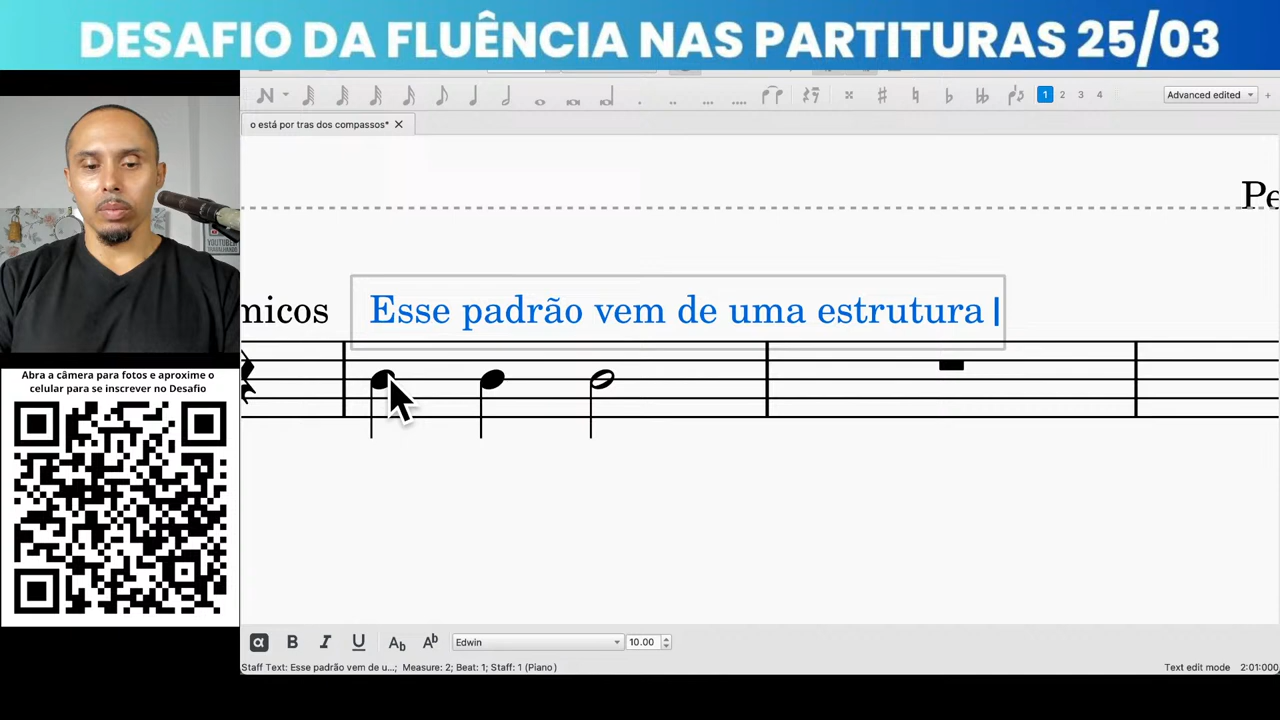 DESAFIO DA FLUÊNCIA NAS PARTITURAS 25/03
1 2 3 4
Advanced edited
o está por tras dos compassos*
Pe
micos
Esse padrão vem de uma estrutura
YOUTUBER
Abra a câmera para fotos e aproxime o
celular para se inscrever no Desafio
α B I U Ab Ab
Edwin
10.00
Staff Text: Esse padrão vem de u...; Measure: 2; Beat: 1; Staff: 1 (Piano)
Text edit mode
2:01:000